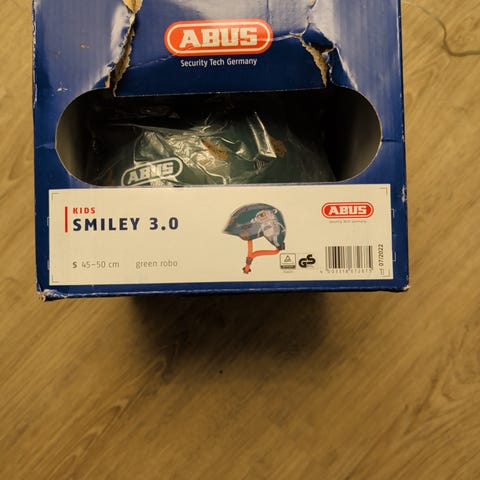 ABUS
Security Tech Germany
ABUS
KIDS
SMILEY 3.0
S 45–50 cm green robo
ABUS
Security Tech Germany
GS
07/2022